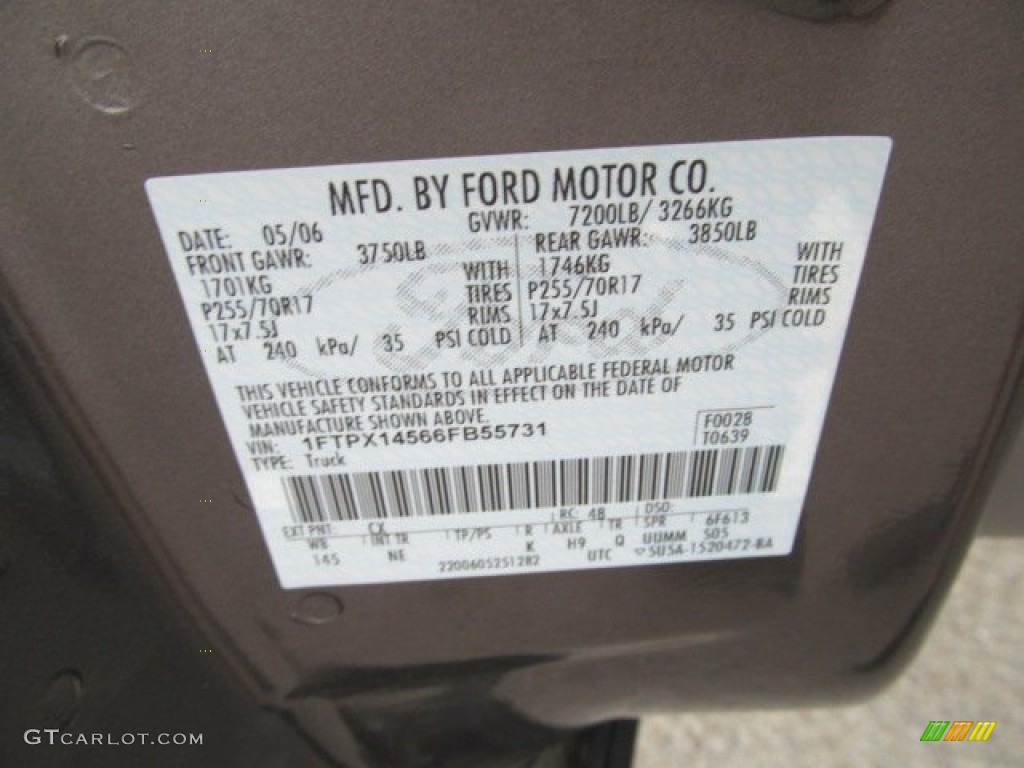 MFD. BY FORD MOTOR CO.
DATE: 05/06 GVWR: 7200LB/ 3266KG
FRONT GAWR: 3750LB REAR GAWR: 3850LB
1701KG WITH 1746KG WITH
P255/70R17 TIRES P255/70R17 TIRES
17x7.5J RIMS 17x7.5J RIMS
AT 240 kPa/ 35 PSI COLD AT 240 kPa/ 35 PSI COLD
Ford
THIS VEHICLE CONFORMS TO ALL APPLICABLE FEDERAL MOTOR
VEHICLE SAFETY STANDARDS IN EFFECT ON THE DATE OF
MANUFACTURE SHOWN ABOVE.
VIN: 1FTPX14566FB55731 F0028
TYPE: Truck T0639
EXT PNT: CX RC: 48 DSO:
WB INT TR TP/PS R AXLE TR SPR 6F613
145 NE K H9 Q UUMM S05
2200605251282 UTC 5U5A-1520472-BA
GTCARLOT.COM